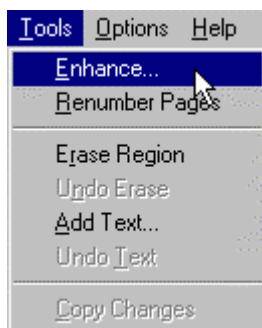 Tools Options Help
Enhance...
Renumber Pages
Erase Region
Undo Erase
Add Text...
Undo Text
Copy Changes